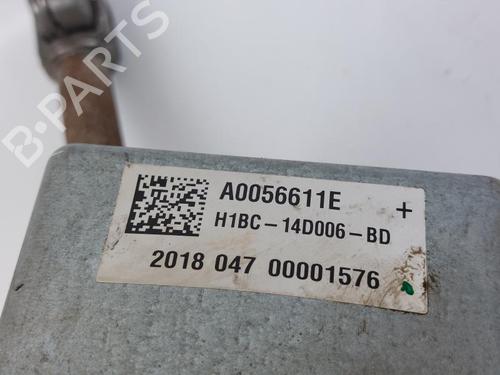 B-PARTS
A0056611E +
H1BC-14D006-BD
2018 047 00001576